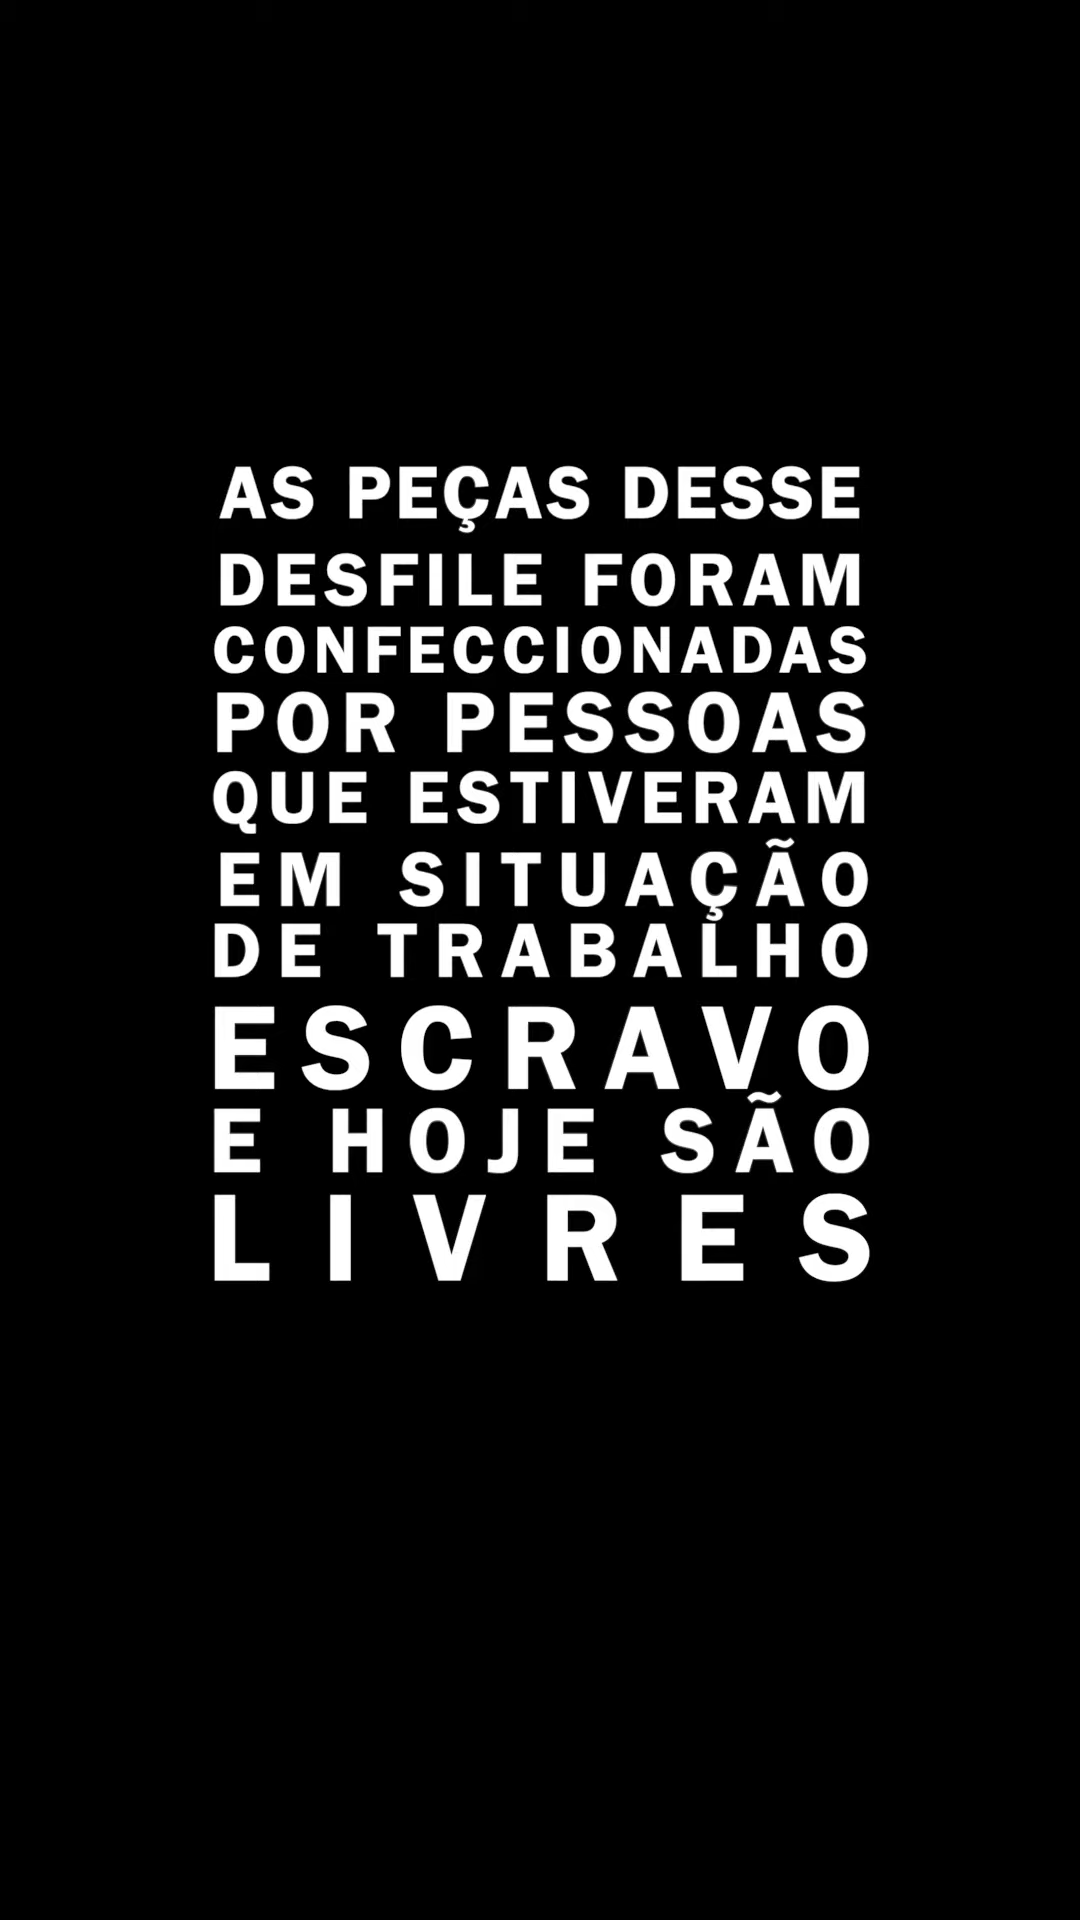 AS PEÇAS DESSE
DESFILE FORAM
CONFECCIONADAS
POR PESSOAS
QUE ESTIVERAM
EM SITUAÇÃO
DE TRABALHO
ESCRAVO
E HOJE SÃO
LIVRES